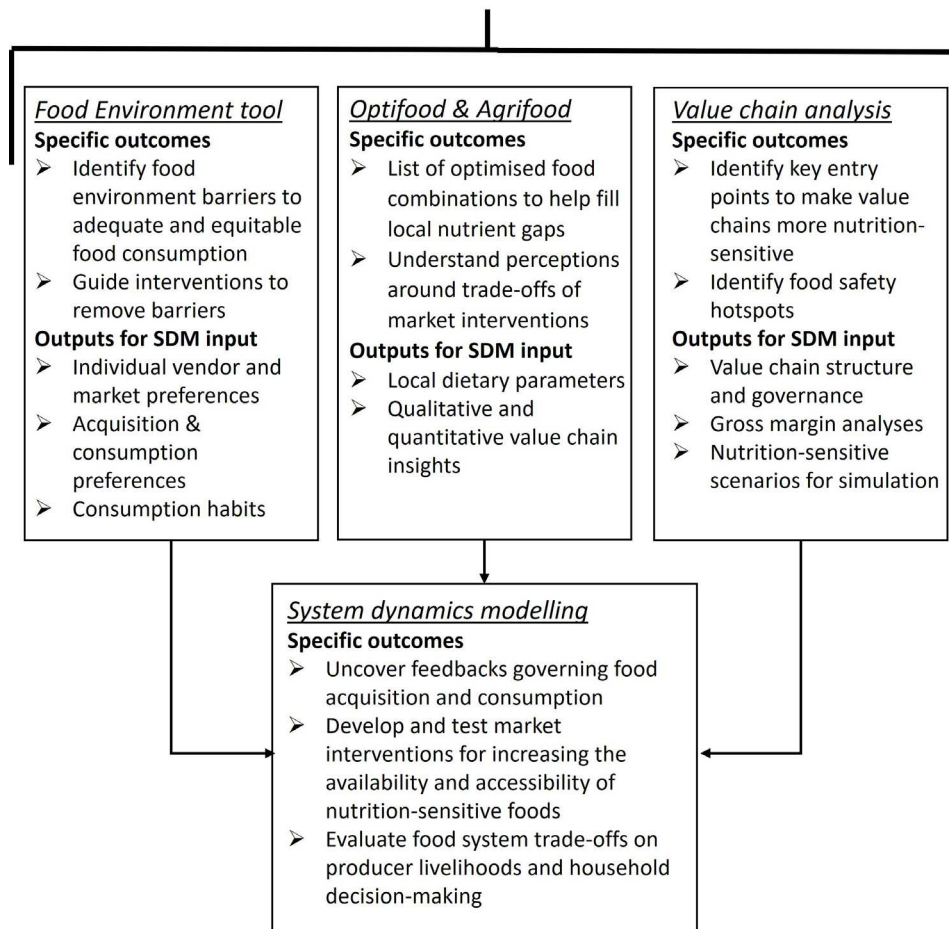 Food Environment tool
Specific outcomes
➢ Identify food
environment barriers to
adequate and equitable
food consumption
➢ Guide interventions to
remove barriers
Outputs for SDM input
➢ Individual vendor and
market preferences
➢ Acquisition &
consumption
preferences
➢ Consumption habits
Optifood & Agrifood
Specific outcomes
➢ List of optimised food
combinations to help fill
local nutrient gaps
➢ Understand perceptions
around trade-offs of
market interventions
Outputs for SDM input
➢ Local dietary parameters
➢ Qualitative and
quantitative value chain
insights
Value chain analysis
Specific outcomes
➢ Identify key entry
points to make value
chains more nutrition-
sensitive
➢ Identify food safety
hotspots
Outputs for SDM input
➢ Value chain structure
and governance
➢ Gross margin analyses
➢ Nutrition-sensitive
scenarios for simulation
System dynamics modelling
Specific outcomes
➢ Uncover feedbacks governing food
acquisition and consumption
➢ Develop and test market
interventions for increasing the
availability and accessibility of
nutrition-sensitive foods
➢ Evaluate food system trade-offs on
producer livelihoods and household
decision-making